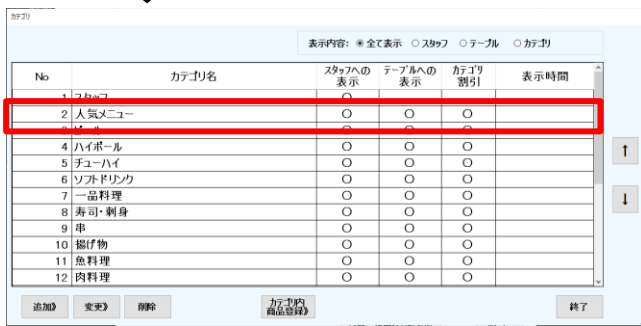 カテゴリ
表示内容: 全て表示 スタッフ テーブル カテゴリ
No カテゴリ名 スタッフへの表示 テーブルへの表示 カテゴリ割引 表示時間
1 スタッフ ○
2 人気メニュー ○ ○ ○
3 ビール ○ ○ ○
4 ハイボール ○ ○ ○
5 チューハイ ○ ○ ○
6 ソフトドリンク ○ ○ ○
7 一品料理 ○ ○ ○
8 寿司・刺身 ○ ○ ○
9 串 ○ ○ ○
10 揚げ物 ○ ○ ○
11 魚料理 ○ ○ ○
12 肉料理 ○ ○ ○
↑
↓
追加》 変更》 削除 カテゴリ内商品登録》 終了